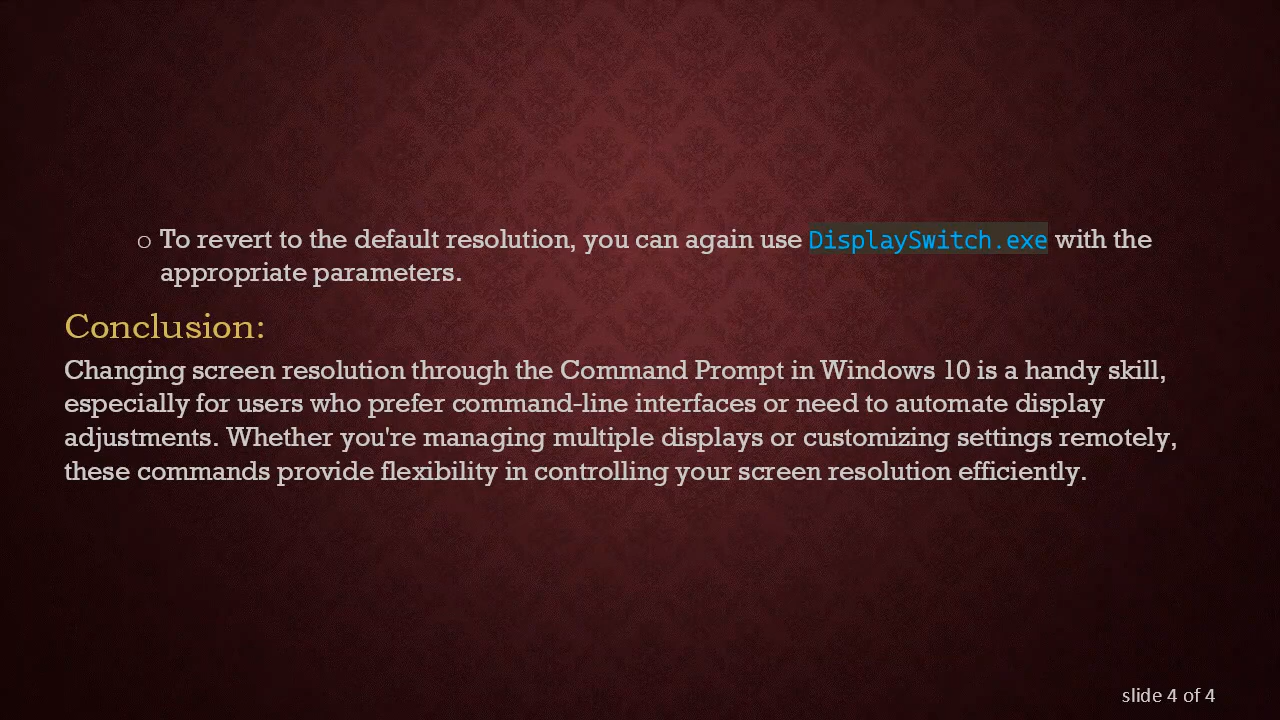 o To revert to the default resolution, you can again use DisplaySwitch.exe with the
appropriate parameters.
Conclusion:
Changing screen resolution through the Command Prompt in Windows 10 is a handy skill,
especially for users who prefer command-line interfaces or need to automate display
adjustments. Whether you're managing multiple displays or customizing settings remotely,
these commands provide flexibility in controlling your screen resolution efficiently.
slide 4 of 4